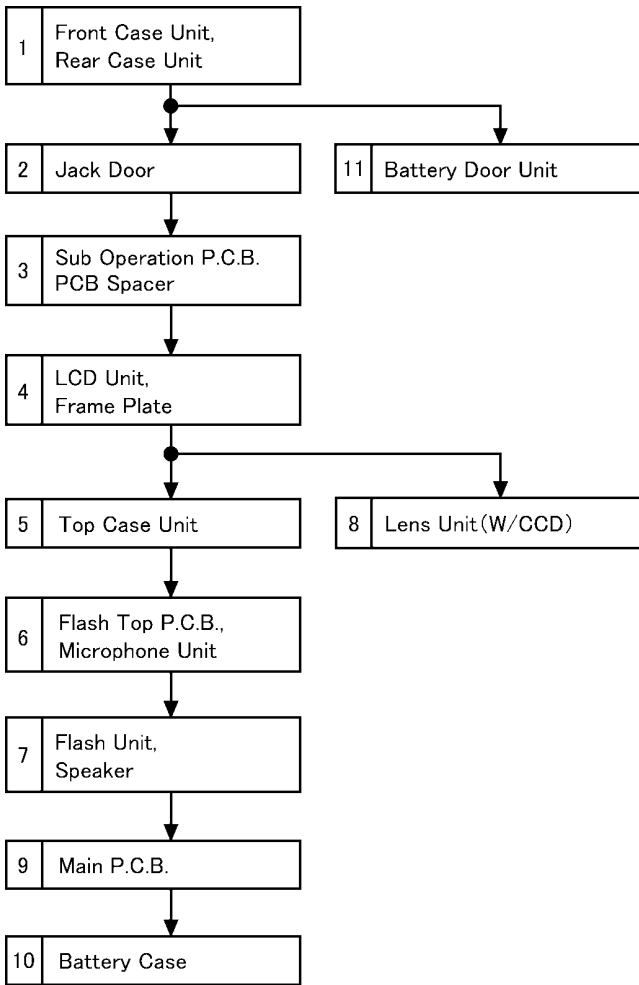 1
Front Case Unit,
Rear Case Unit
2
Jack Door
11
Battery Door Unit
3
Sub Operation P.C.B.
PCB Spacer
4
LCD Unit,
Frame Plate
5
Top Case Unit
8
Lens Unit(W/CCD)
6
Flash Top P.C.B.,
Microphone Unit
7
Flash Unit,
Speaker
9
Main P.C.B.
10
Battery Case